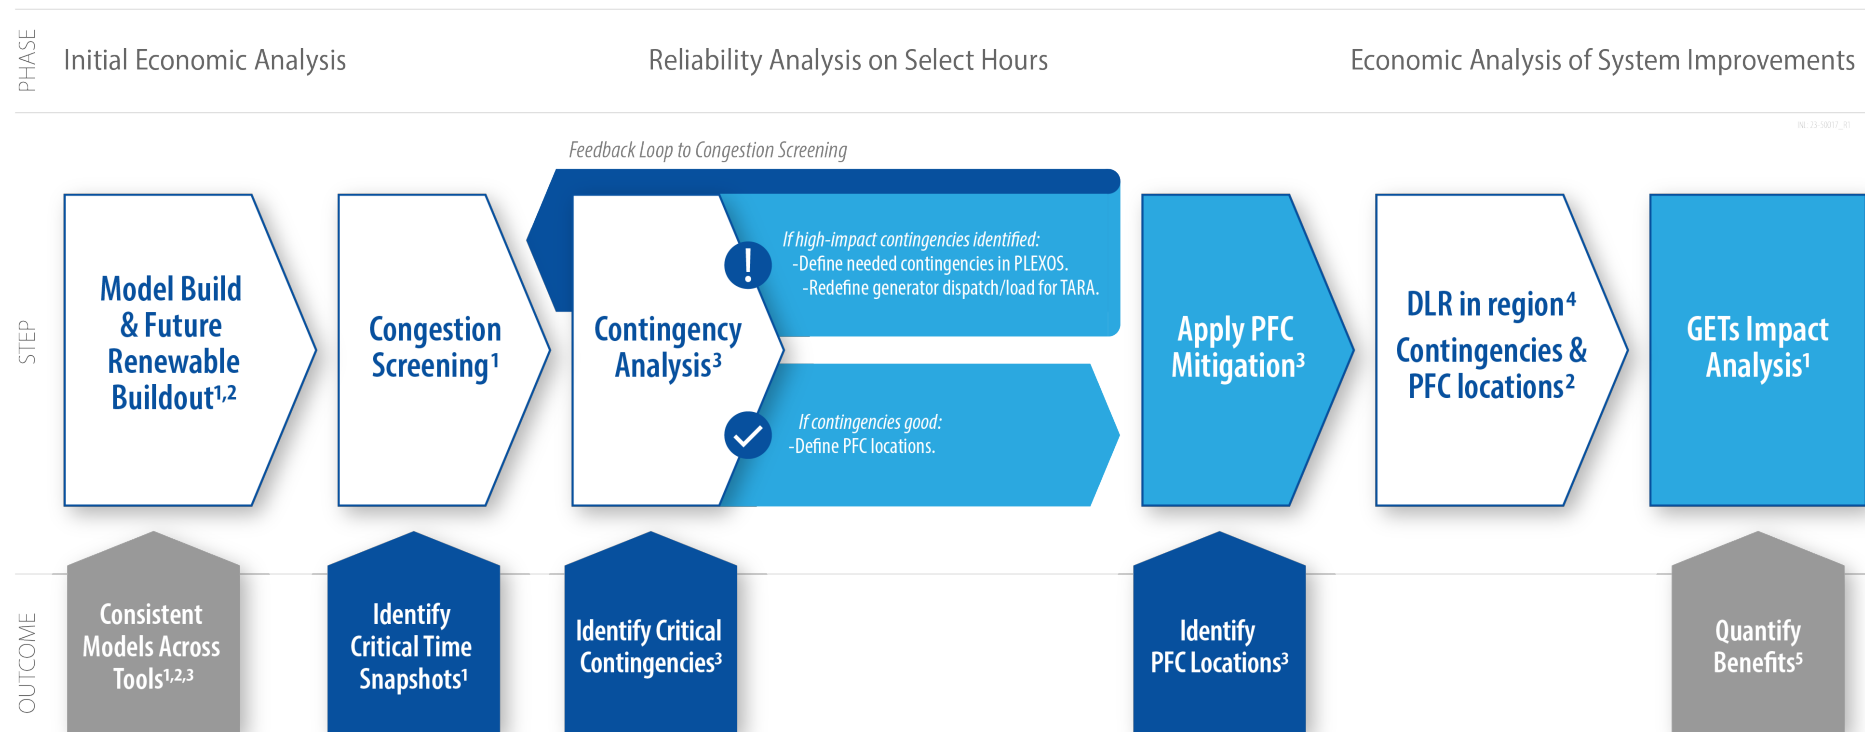 PHASE
Initial Economic Analysis
Reliability Analysis on Select Hours
Economic Analysis of System Improvements
Feedback Loop to Congestion Screening
STEP
Model Build
& Future
Renewable
Buildout¹,²
Congestion
Screening¹
Contingency
Analysis³
!
If high-impact contingencies identified:
-Define needed contingencies in PLEXOS.
-Redefine generator dispatch/load for TARA.
If contingencies good:
-Define PFC locations.
Apply PFC
Mitigation³
DLR in region⁴
Contingencies &
PFC locations²
GETs Impact
Analysis¹
OUTCOME
Consistent
Models Across
Tools¹,²,³
Identify
Critical Time
Snapshots¹
Identify Critical
Contingencies³
Identify
PFC Locations³
Quantify
Benefits⁵